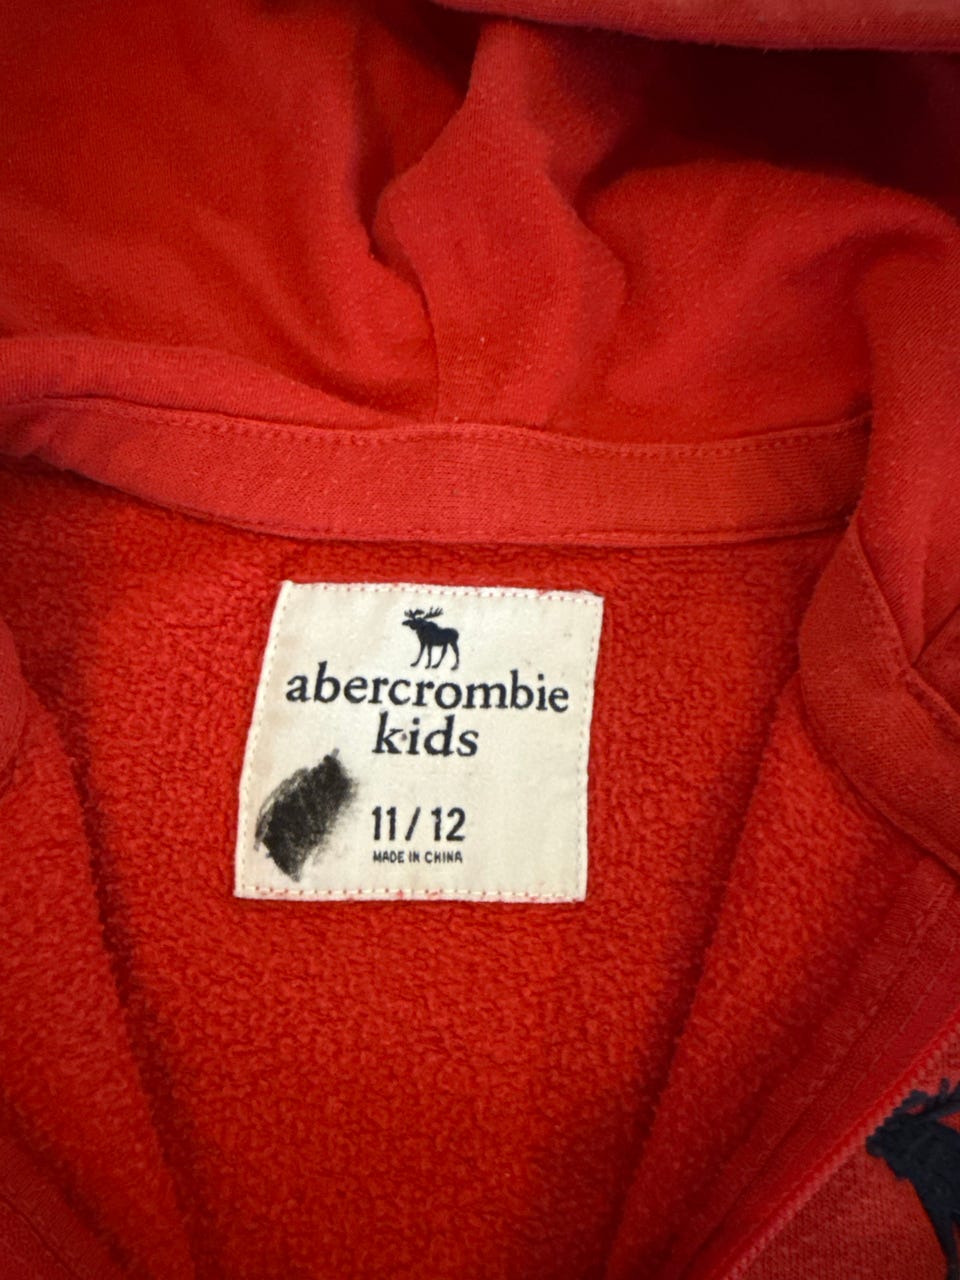 abercrombie
kids
11 / 12
MADE IN CHINA